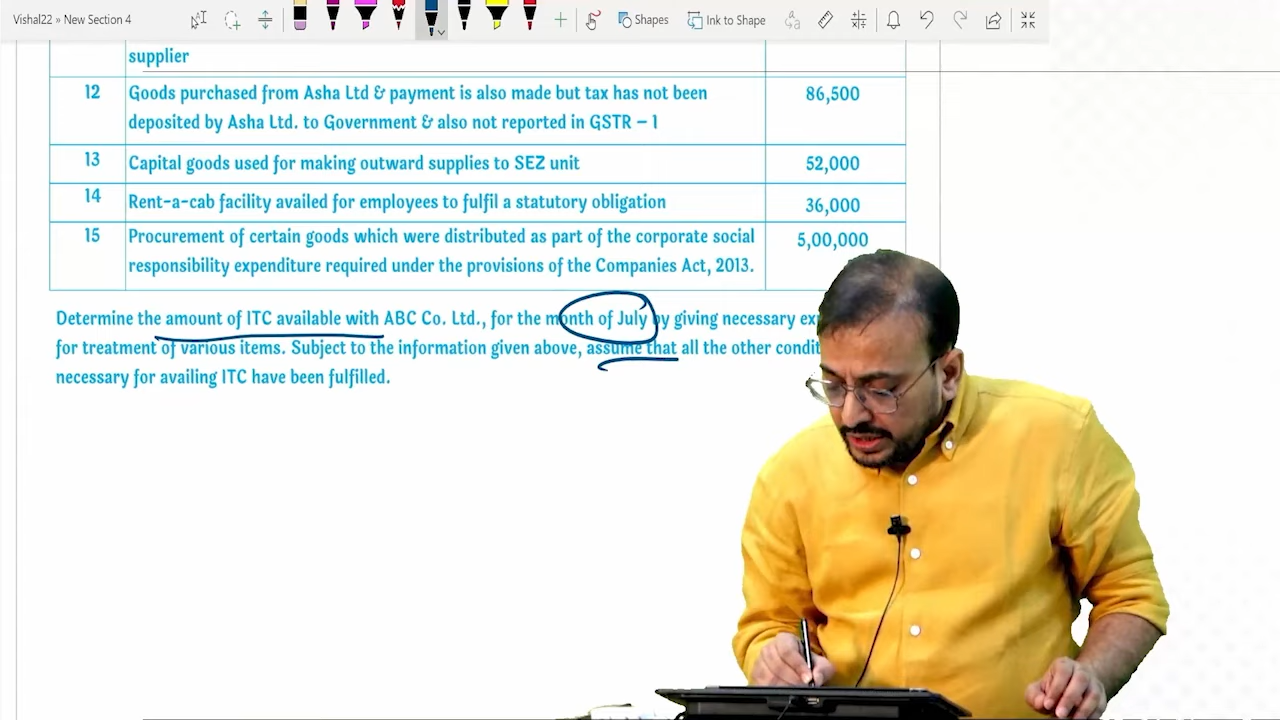 Vishal22 » New Section 4
Shapes
Ink to Shape
supplier
12 Goods purchased from Asha Ltd & payment is also made but tax has not been 86,500
deposited by Asha Ltd. to Government & also not reported in GSTR – 1
13 Capital goods used for making outward supplies to SEZ unit 52,000
14 Rent-a-cab facility availed for employees to fulfil a statutory obligation 36,000
15 Procurement of certain goods which were distributed as part of the corporate social 5,00,000
responsibility expenditure required under the provisions of the Companies Act, 2013.
Determine the amount of ITC available with ABC Co. Ltd., for the month of July by giving necessary
for treatment of various items. Subject to the information given above, assume that all the other
necessary for availing ITC have been fulfilled.